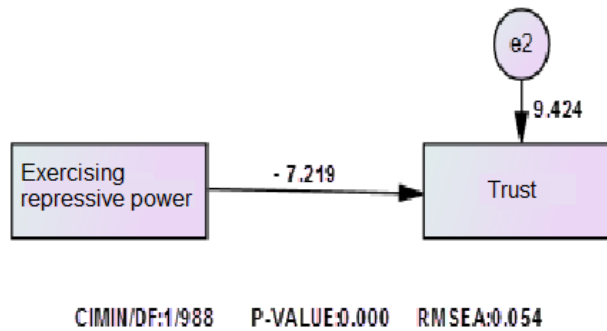 e2
9.424
Exercising
repressive power
- 7.219
Trust
CIMIN/DF:1/988 P-VALUE:0.000 RMSEA:0.054